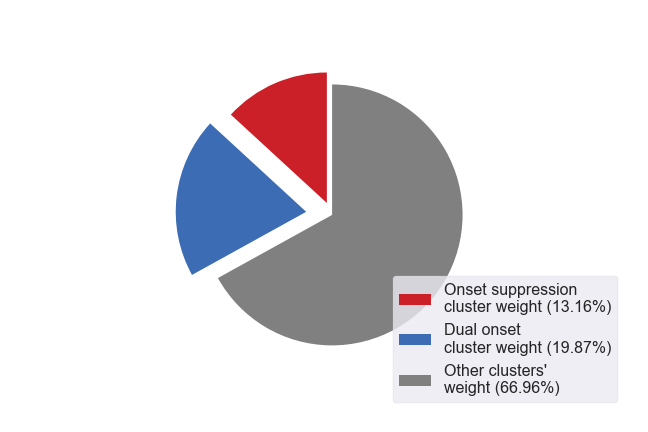 Onset suppression
cluster weight (13.16%)
Dual onset
cluster weight (19.87%)
Other clusters'
weight (66.96%)